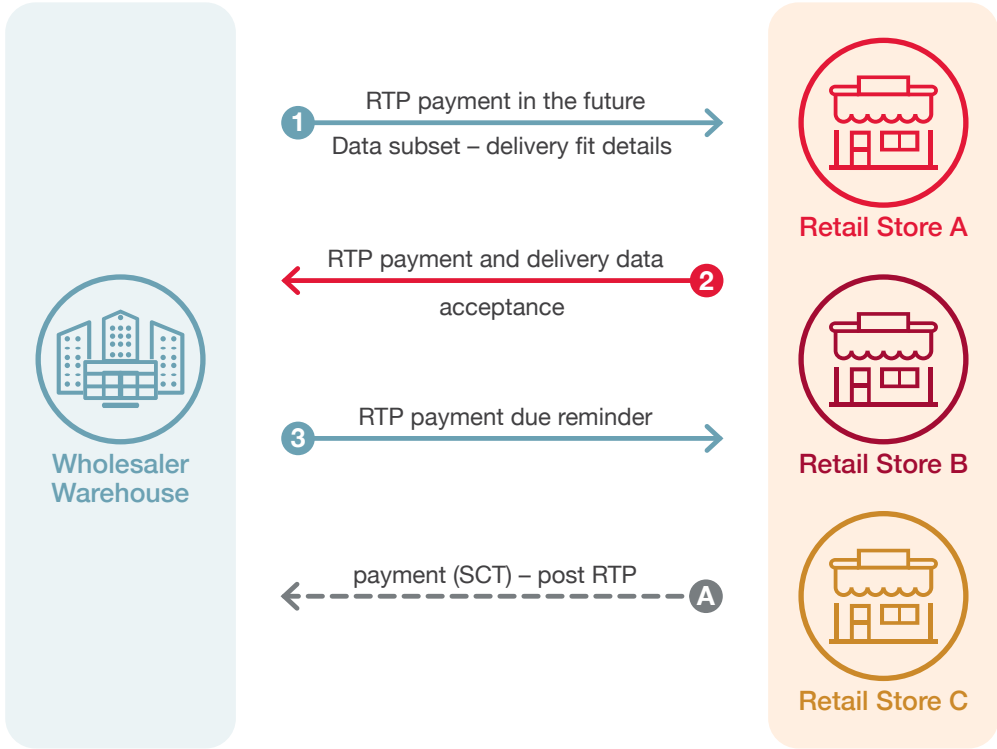 RTP payment in the future
1
Data subset – delivery fit details
Retail Store A
RTP payment and delivery data
2
acceptance
RTP payment due reminder
3
Wholesaler
Warehouse
Retail Store B
payment (SCT) – post RTP
A
Retail Store C